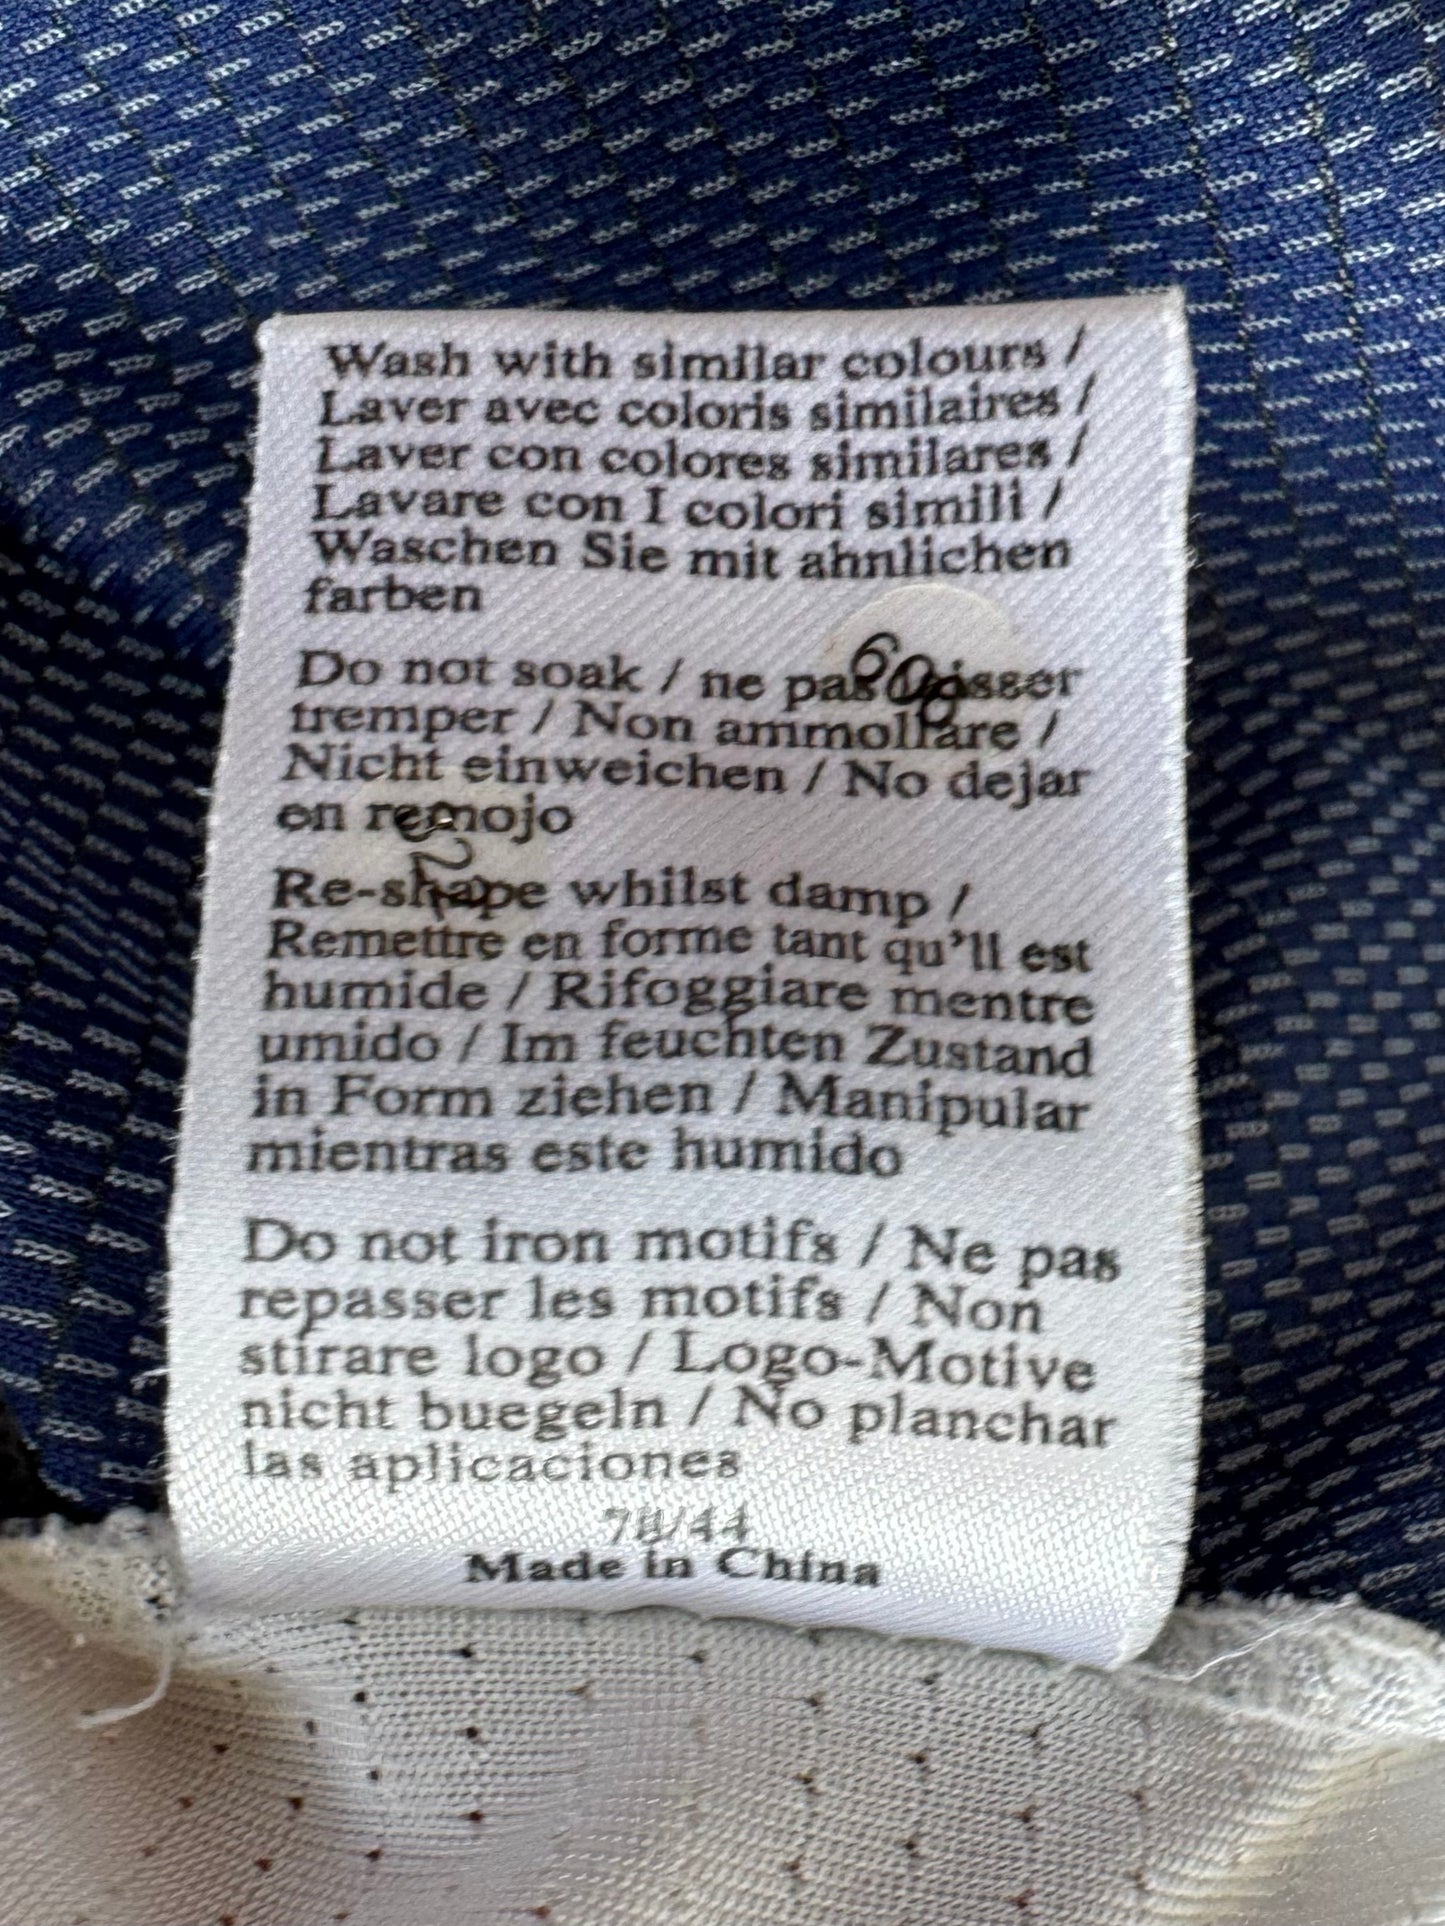 Wash with similar colours /
Laver avec coloris similaires /
Laver con colores similares /
Lavare con I colori simili /
Waschen Sie mit ahnlichen
farben
Do not soak / ne pas laisser
tremper / Non ammollare /
Nicht einweichen / No dejar
en remojo
Re-shape whilst damp /
Remettre en forme tant qu'll est
humide / Rifoggiare mentre
umido / Im feuchten Zustand
in Form ziehen / Manipular
mientras este humido
Do not iron motifs / Ne pas
repasser les motifs / Non
stirare logo / Logo-Motive
nicht buegeln / No planchar
las aplicaciones
Made in China